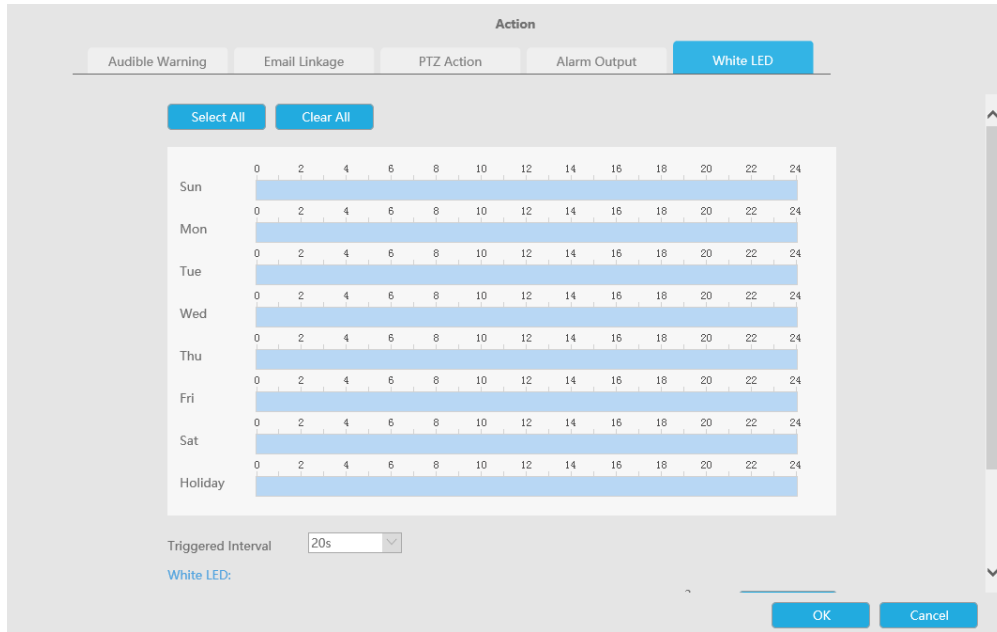 Action
Audible Warning Email Linkage PTZ Action Alarm Output White LED
Select All Clear All
0 2 4 6 8 10 12 14 16 18 20 22 24
Sun
0 2 4 6 8 10 12 14 16 18 20 22 24
Mon
0 2 4 6 8 10 12 14 16 18 20 22 24
Tue
0 2 4 6 8 10 12 14 16 18 20 22 24
Wed
0 2 4 6 8 10 12 14 16 18 20 22 24
Thu
0 2 4 6 8 10 12 14 16 18 20 22 24
Fri
0 2 4 6 8 10 12 14 16 18 20 22 24
Sat
0 2 4 6 8 10 12 14 16 18 20 22 24
Holiday
Triggered Interval 20s
White LED:
OK Cancel